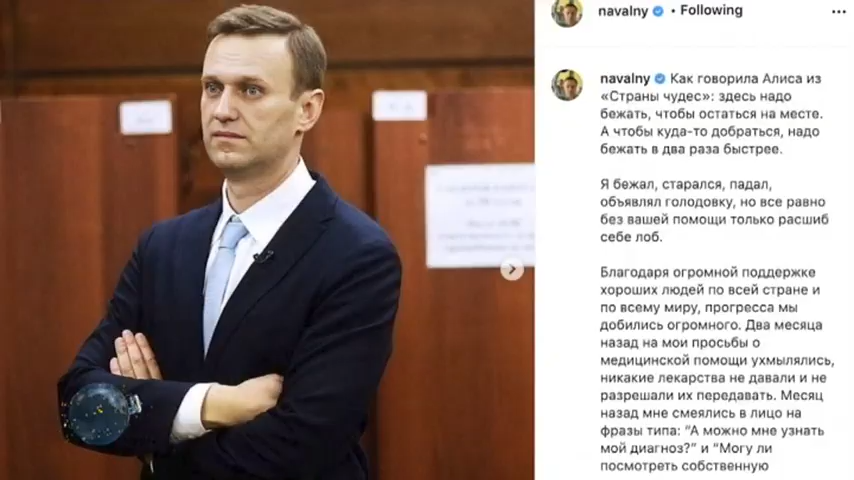 navalny • Following
navalny Как говорила Алиса из
«Страны чудес»: здесь надо
бежать, чтобы остаться на месте.
А чтобы куда-то добраться, надо
бежать в два раза быстрее.
Я бежал, старался, падал,
объявлял голодовку, но все равно
без вашей помощи только расшиб
себе лоб.
Благодаря огромной поддержке
хороших людей по всей стране и
по всему миру, прогресса мы
добились огромного. Два месяца
назад на мои просьбы о
медицинской помощи ухмылялись,
никакие лекарства не давали и не
разрешали их передавать. Месяц
назад мне смеялись в лицо на
фразы типа: "А можно мне узнать
мой диагноз?" и "Могу ли
посмотреть собственную